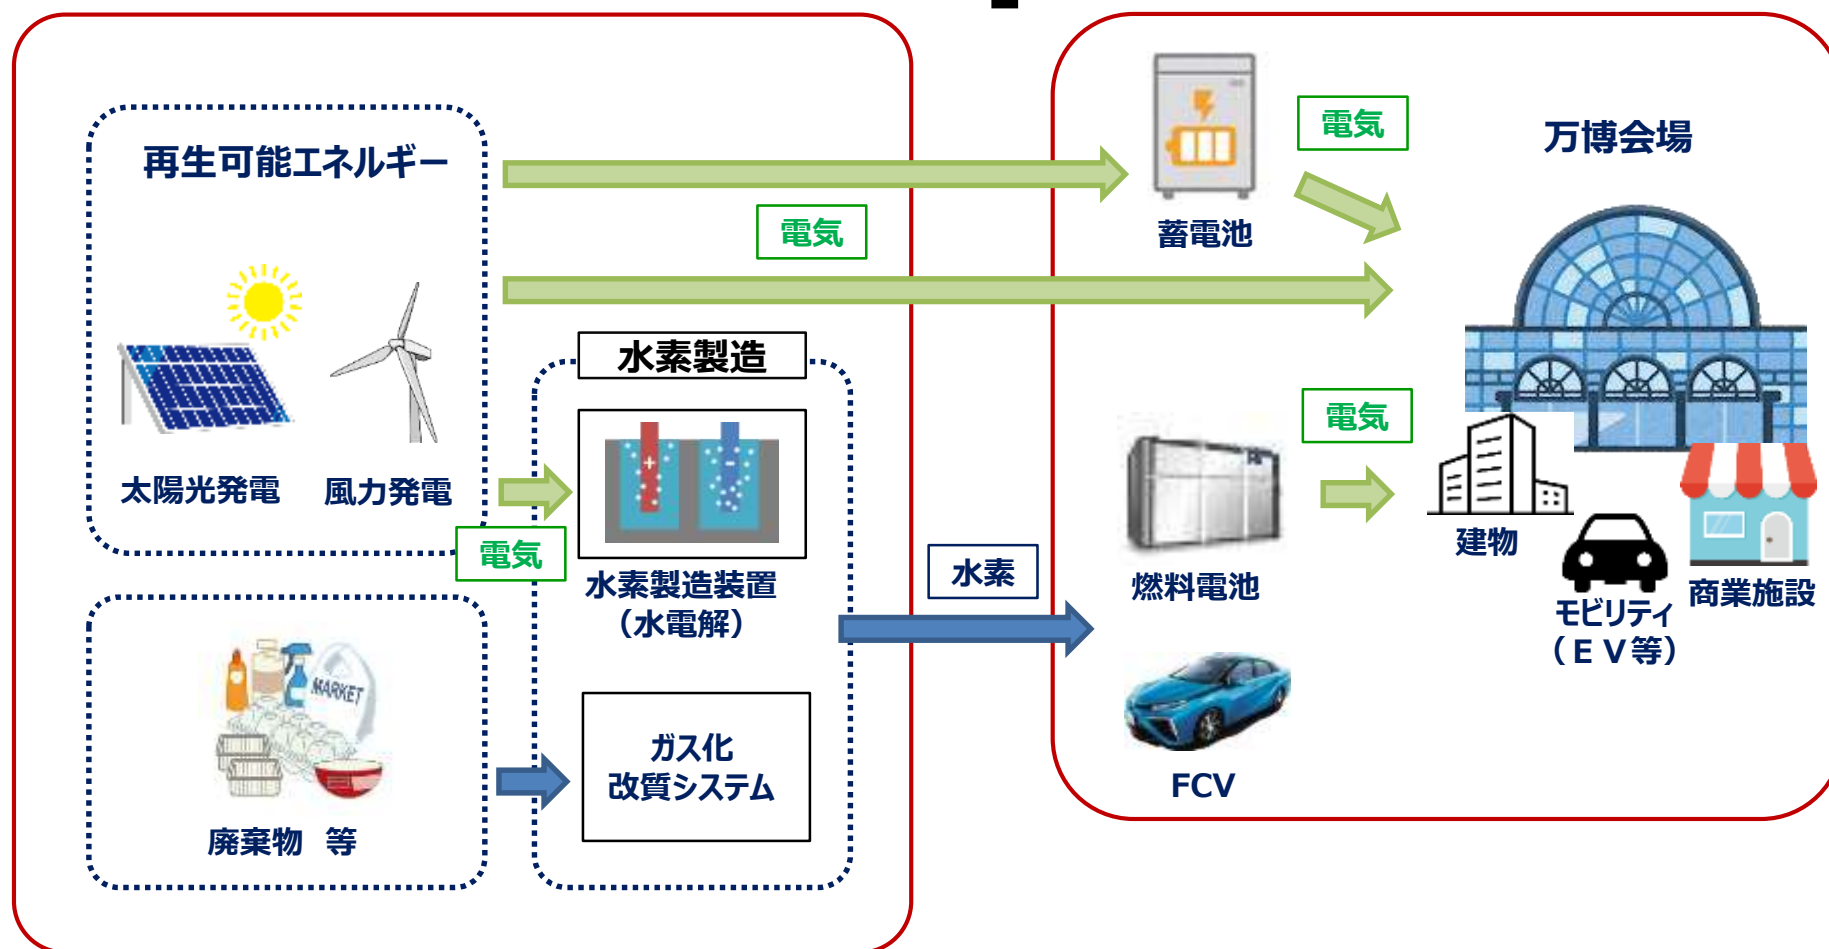 再生可能エネルギー
太陽光発電
風力発電
電気
廃棄物 等
水素製造
水素製造装置
（水電解）
ガス化
改質システム
MARKET
電気
水素
蓄電池
電気
燃料電池
電気
FCV
万博会場
建物
モビリティ
（ＥＶ等）
商業施設
+
-